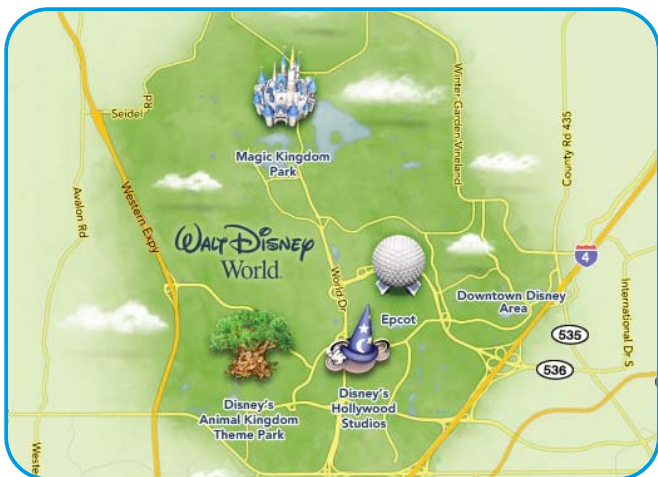 Seidel Rd
Avalon Rd
Western Expy
Magic Kingdom
Park
Winter Garden Vineland
County Rd 435
WALT DISNEY
World
World Dr
Epcot
Downtown Disney
Area
4
International Dr S
535
536
Disney's
Animal Kingdom
Theme Park
Disney's
Hollywood
Studios
Weste